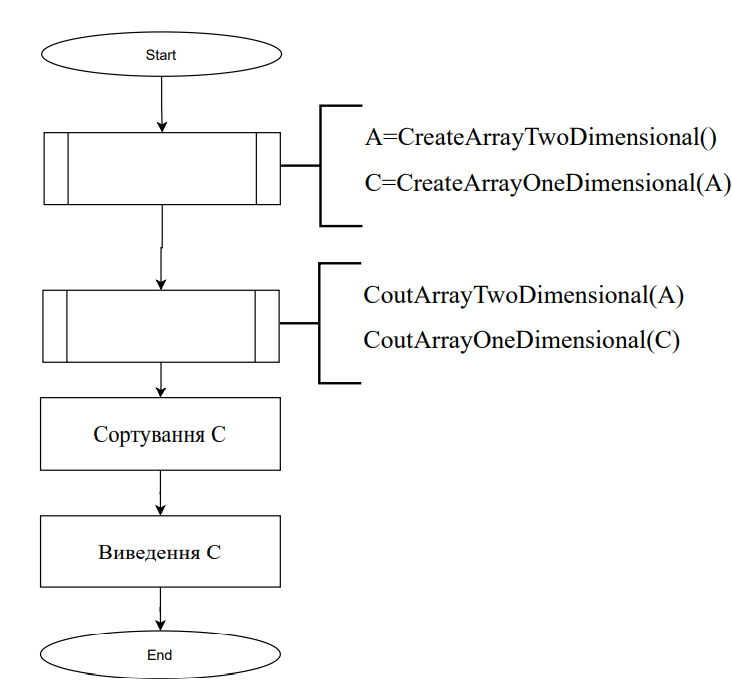 Start
A=CreateArrayTwoDimensional()
C=CreateArrayOneDimensional(A)
CoutArrayTwoDimensional(A)
CoutArrayOneDimensional(C)
Сортування С
Виведення С
End